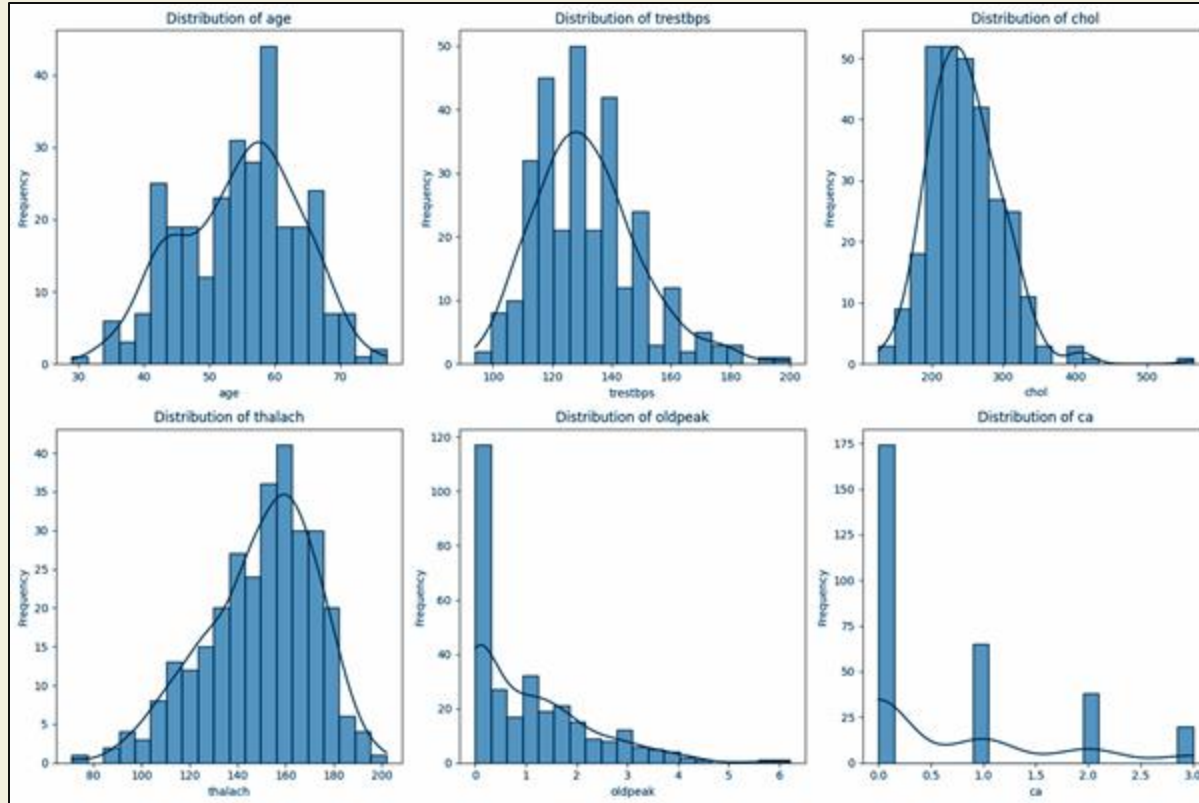 Distribution of age
40
30
20
10
0
Frequency
30 40 50 60 70
age
Distribution of trestbps
50
40
30
20
10
0
Frequency
100 120 140 160 180 200
trestbps
Distribution of chol
50
40
30
20
10
0
Frequency
200 300 400 500
chol
Distribution of thalach
40
35
30
25
20
15
10
5
0
Frequency
80 100 120 140 160 180 200
thalach
Distribution of oldpeak
120
100
80
60
40
20
0
Frequency
0 1 2 3 4 5 6
oldpeak
Distribution of ca
175
150
125
100
75
50
25
0
Frequency
0.0 0.5 1.0 1.5 2.0 2.5 3.0
ca